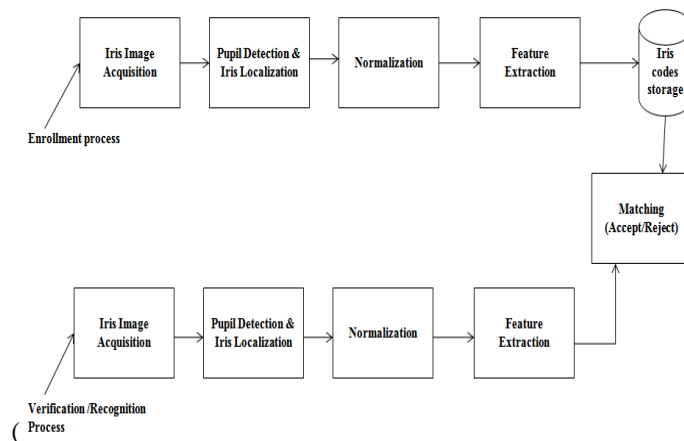 Iris Image
Acquisition
Pupil Detection &
Iris Localization
Normalization
Feature
Extraction
Iris
codes
storage
Enrollment process
Matching
(Accept/Reject)
Iris Image
Acquisition
Pupil Detection &
Iris Localization
Normalization
Feature
Extraction
Verification /Recognition
Process
(